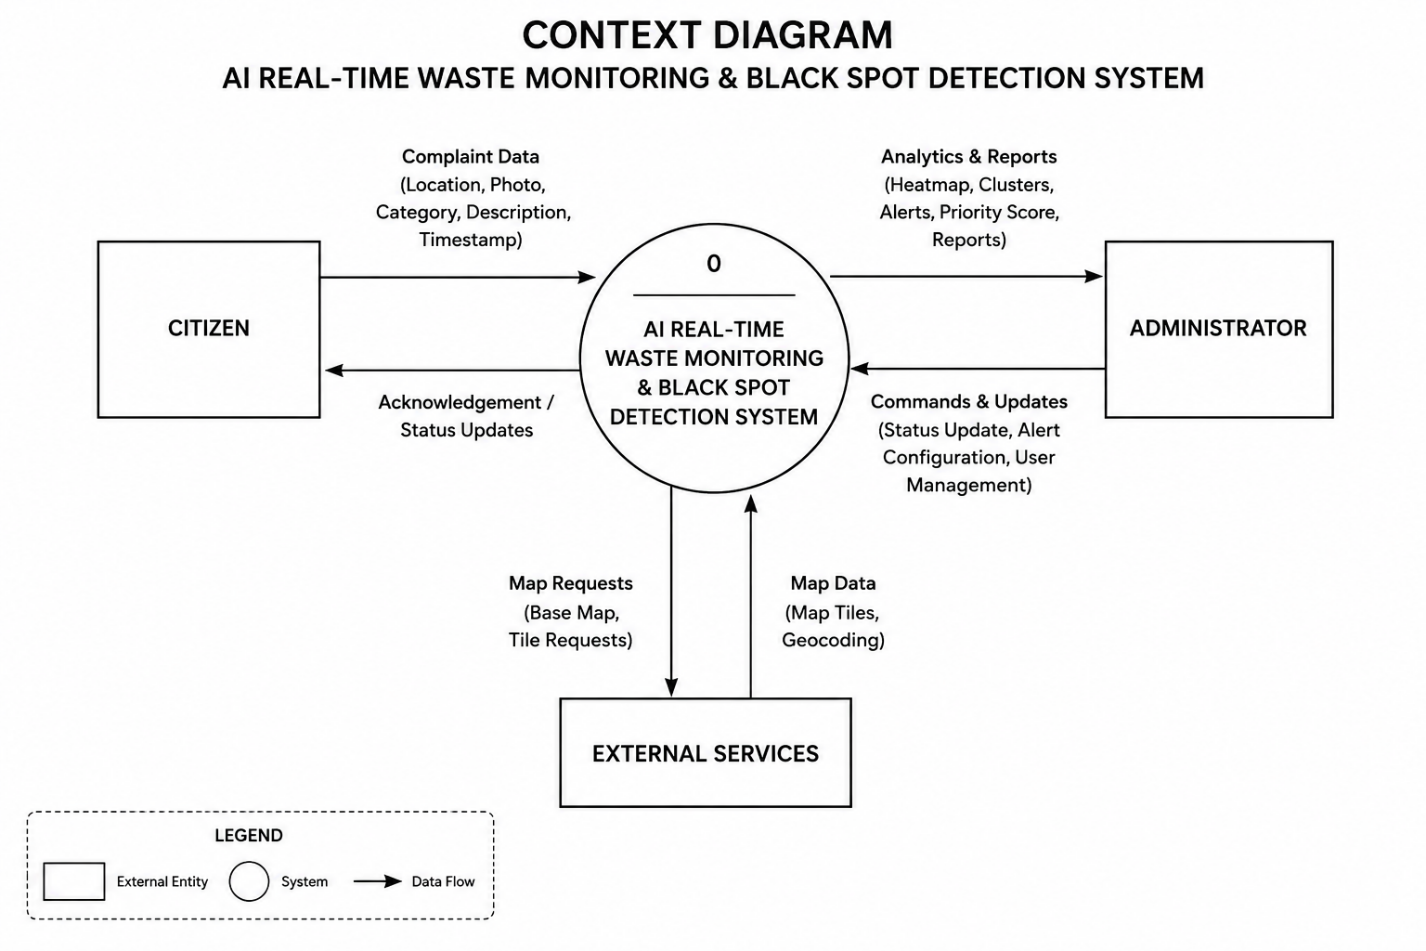 CONTEXT DIAGRAM
AI REAL-TIME WASTE MONITORING & BLACK SPOT DETECTION SYSTEM
Complaint Data
(Location, Photo,
Category, Description,
Timestamp)
Analytics & Reports
(Heatmap, Clusters,
Alerts, Priority Score,
Reports)
CITIZEN
0
AI REAL-TIME
WASTE MONITORING
& BLACK SPOT
DETECTION SYSTEM
ADMINISTRATOR
Acknowledgement /
Status Updates
Commands & Updates
(Status Update, Alert
Configuration, User
Management)
Map Requests
(Base Map,
Tile Requests)
Map Data
(Map Tiles,
Geocoding)
EXTERNAL SERVICES
LEGEND
External Entity
System
Data Flow